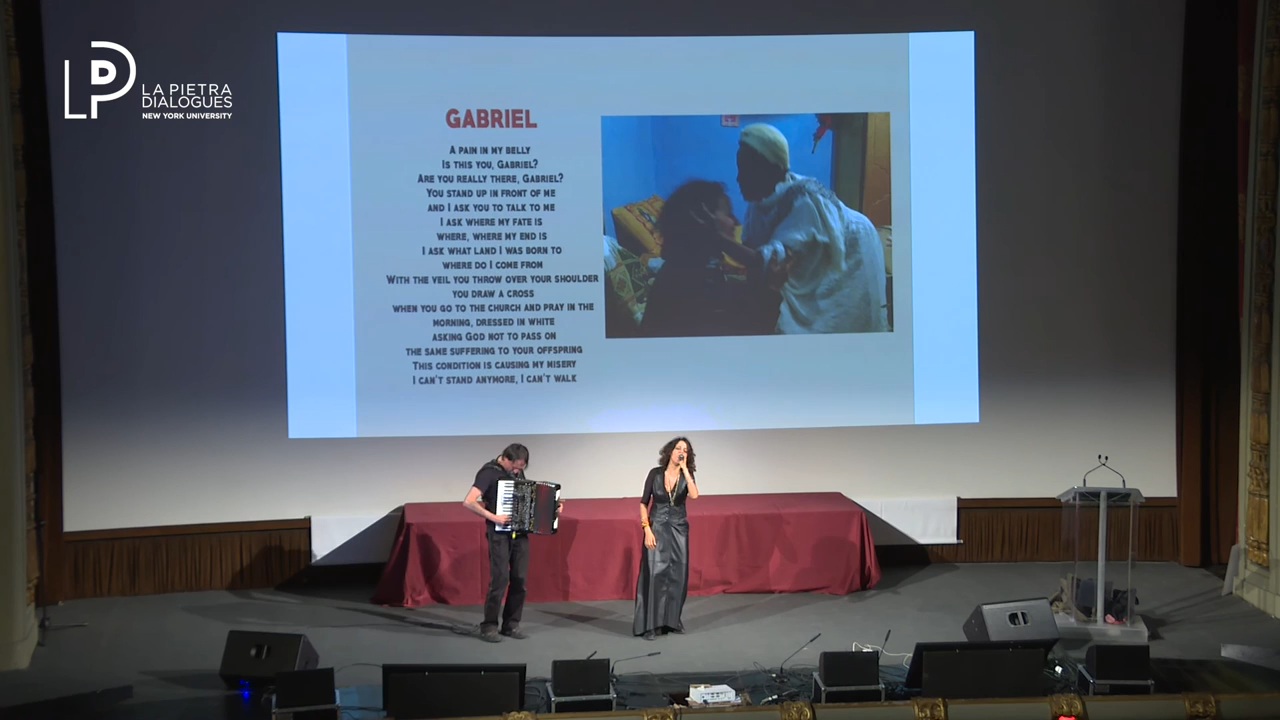 LA PIETRA
DIALOGUES
NEW YORK UNIVERSITY
GABRIEL
A PAIN IN MY BELLY
IS THIS YOU, GABRIEL?
ARE YOU REALLY THERE, GABRIEL?
YOU STAND UP IN FRONT OF ME
AND I ASK YOU TO TALK TO ME
I ASK WHERE MY FATE IS
WHERE, WHERE MY END IS
I ASK WHAT LAND I WAS BORN TO
WHERE DO I COME FROM
WITH THE VEIL YOU THROW OVER YOUR SHOULDER
YOU DRAW A CROSS
WHEN YOU GO TO THE CHURCH AND PRAY IN THE
MORNING, DRESSED IN WHITE
ASKING GOD NOT TO PASS ON
THE SAME SUFFERING TO YOUR OFFSPRING
THIS CONDITION IS CAUSING MY MISERY
I CAN'T STAND ANYMORE, I CAN'T WALK